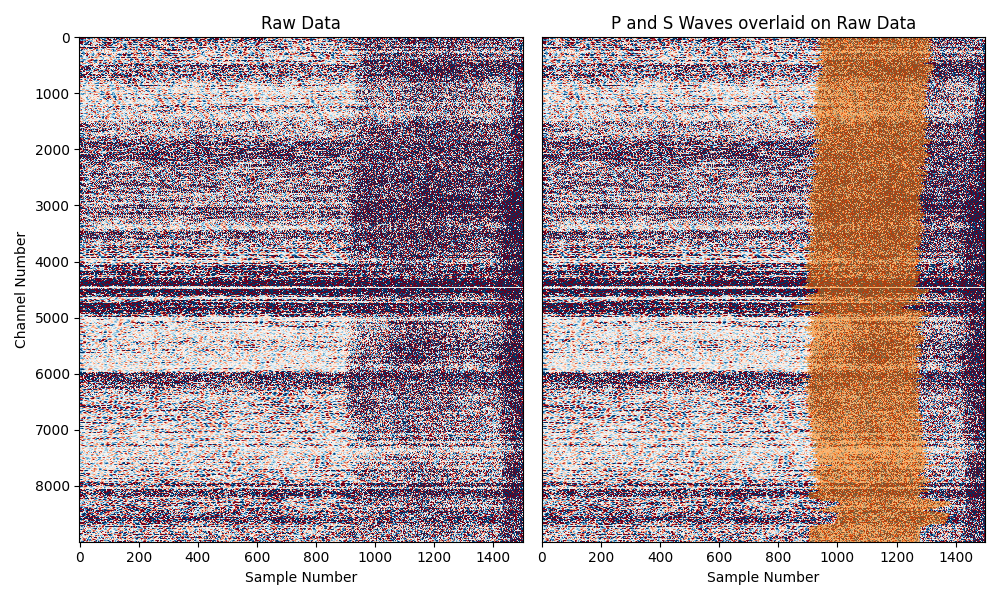 Raw Data
P and S Waves overlaid on Raw Data
Channel Number
0
1000
2000
3000
4000
5000
6000
7000
8000
0 200 400 600 800 1000 1200 1400
0 200 400 600 800 1000 1200 1400
Sample Number
Sample Number